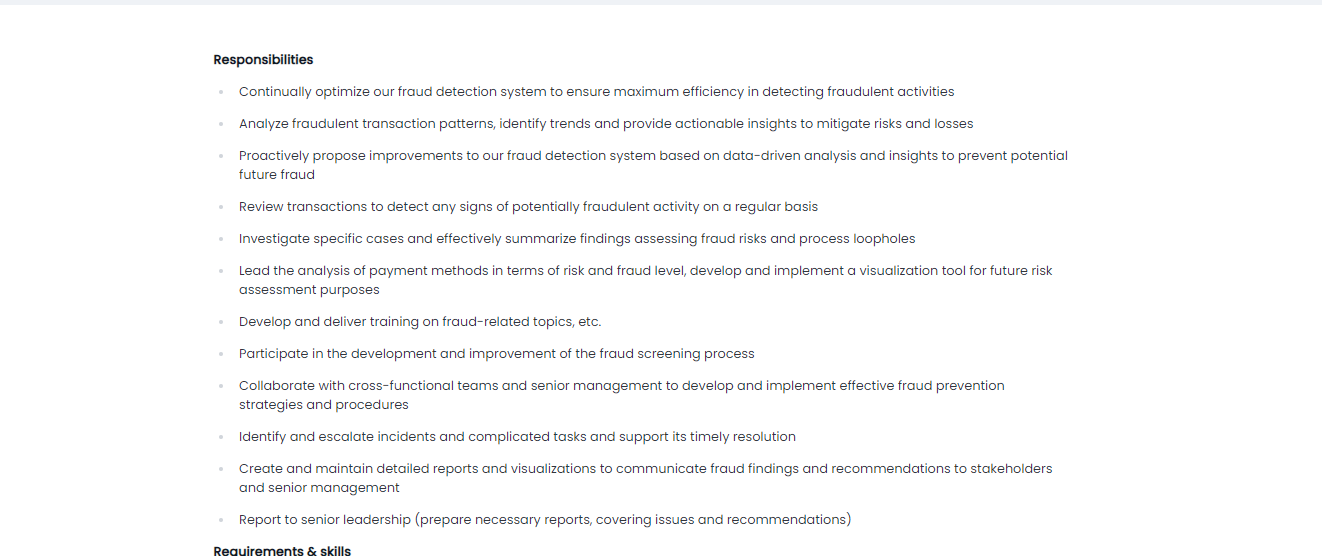 Responsibilities
Continually optimize our fraud detection system to ensure maximum efficiency in detecting fraudulent activities
Analyze fraudulent transaction patterns, identify trends and provide actionable insights to mitigate risks and losses
Proactively propose improvements to our fraud detection system based on data-driven analysis and insights to prevent potential
future fraud
Review transactions to detect any signs of potentially fraudulent activity on a regular basis
Investigate specific cases and effectively summarize findings assessing fraud risks and process loopholes
Lead the analysis of payment methods in terms of risk and fraud level, develop and implement a visualization tool for future risk
assessment purposes
Develop and deliver training on fraud-related topics, etc.
Participate in the development and improvement of the fraud screening process
Collaborate with cross-functional teams and senior management to develop and implement effective fraud prevention
strategies and procedures
Identify and escalate incidents and complicated tasks and support its timely resolution
Create and maintain detailed reports and visualizations to communicate fraud findings and recommendations to stakeholders
and senior management
Report to senior leadership (prepare necessary reports, covering issues and recommendations)
Requirements & skills